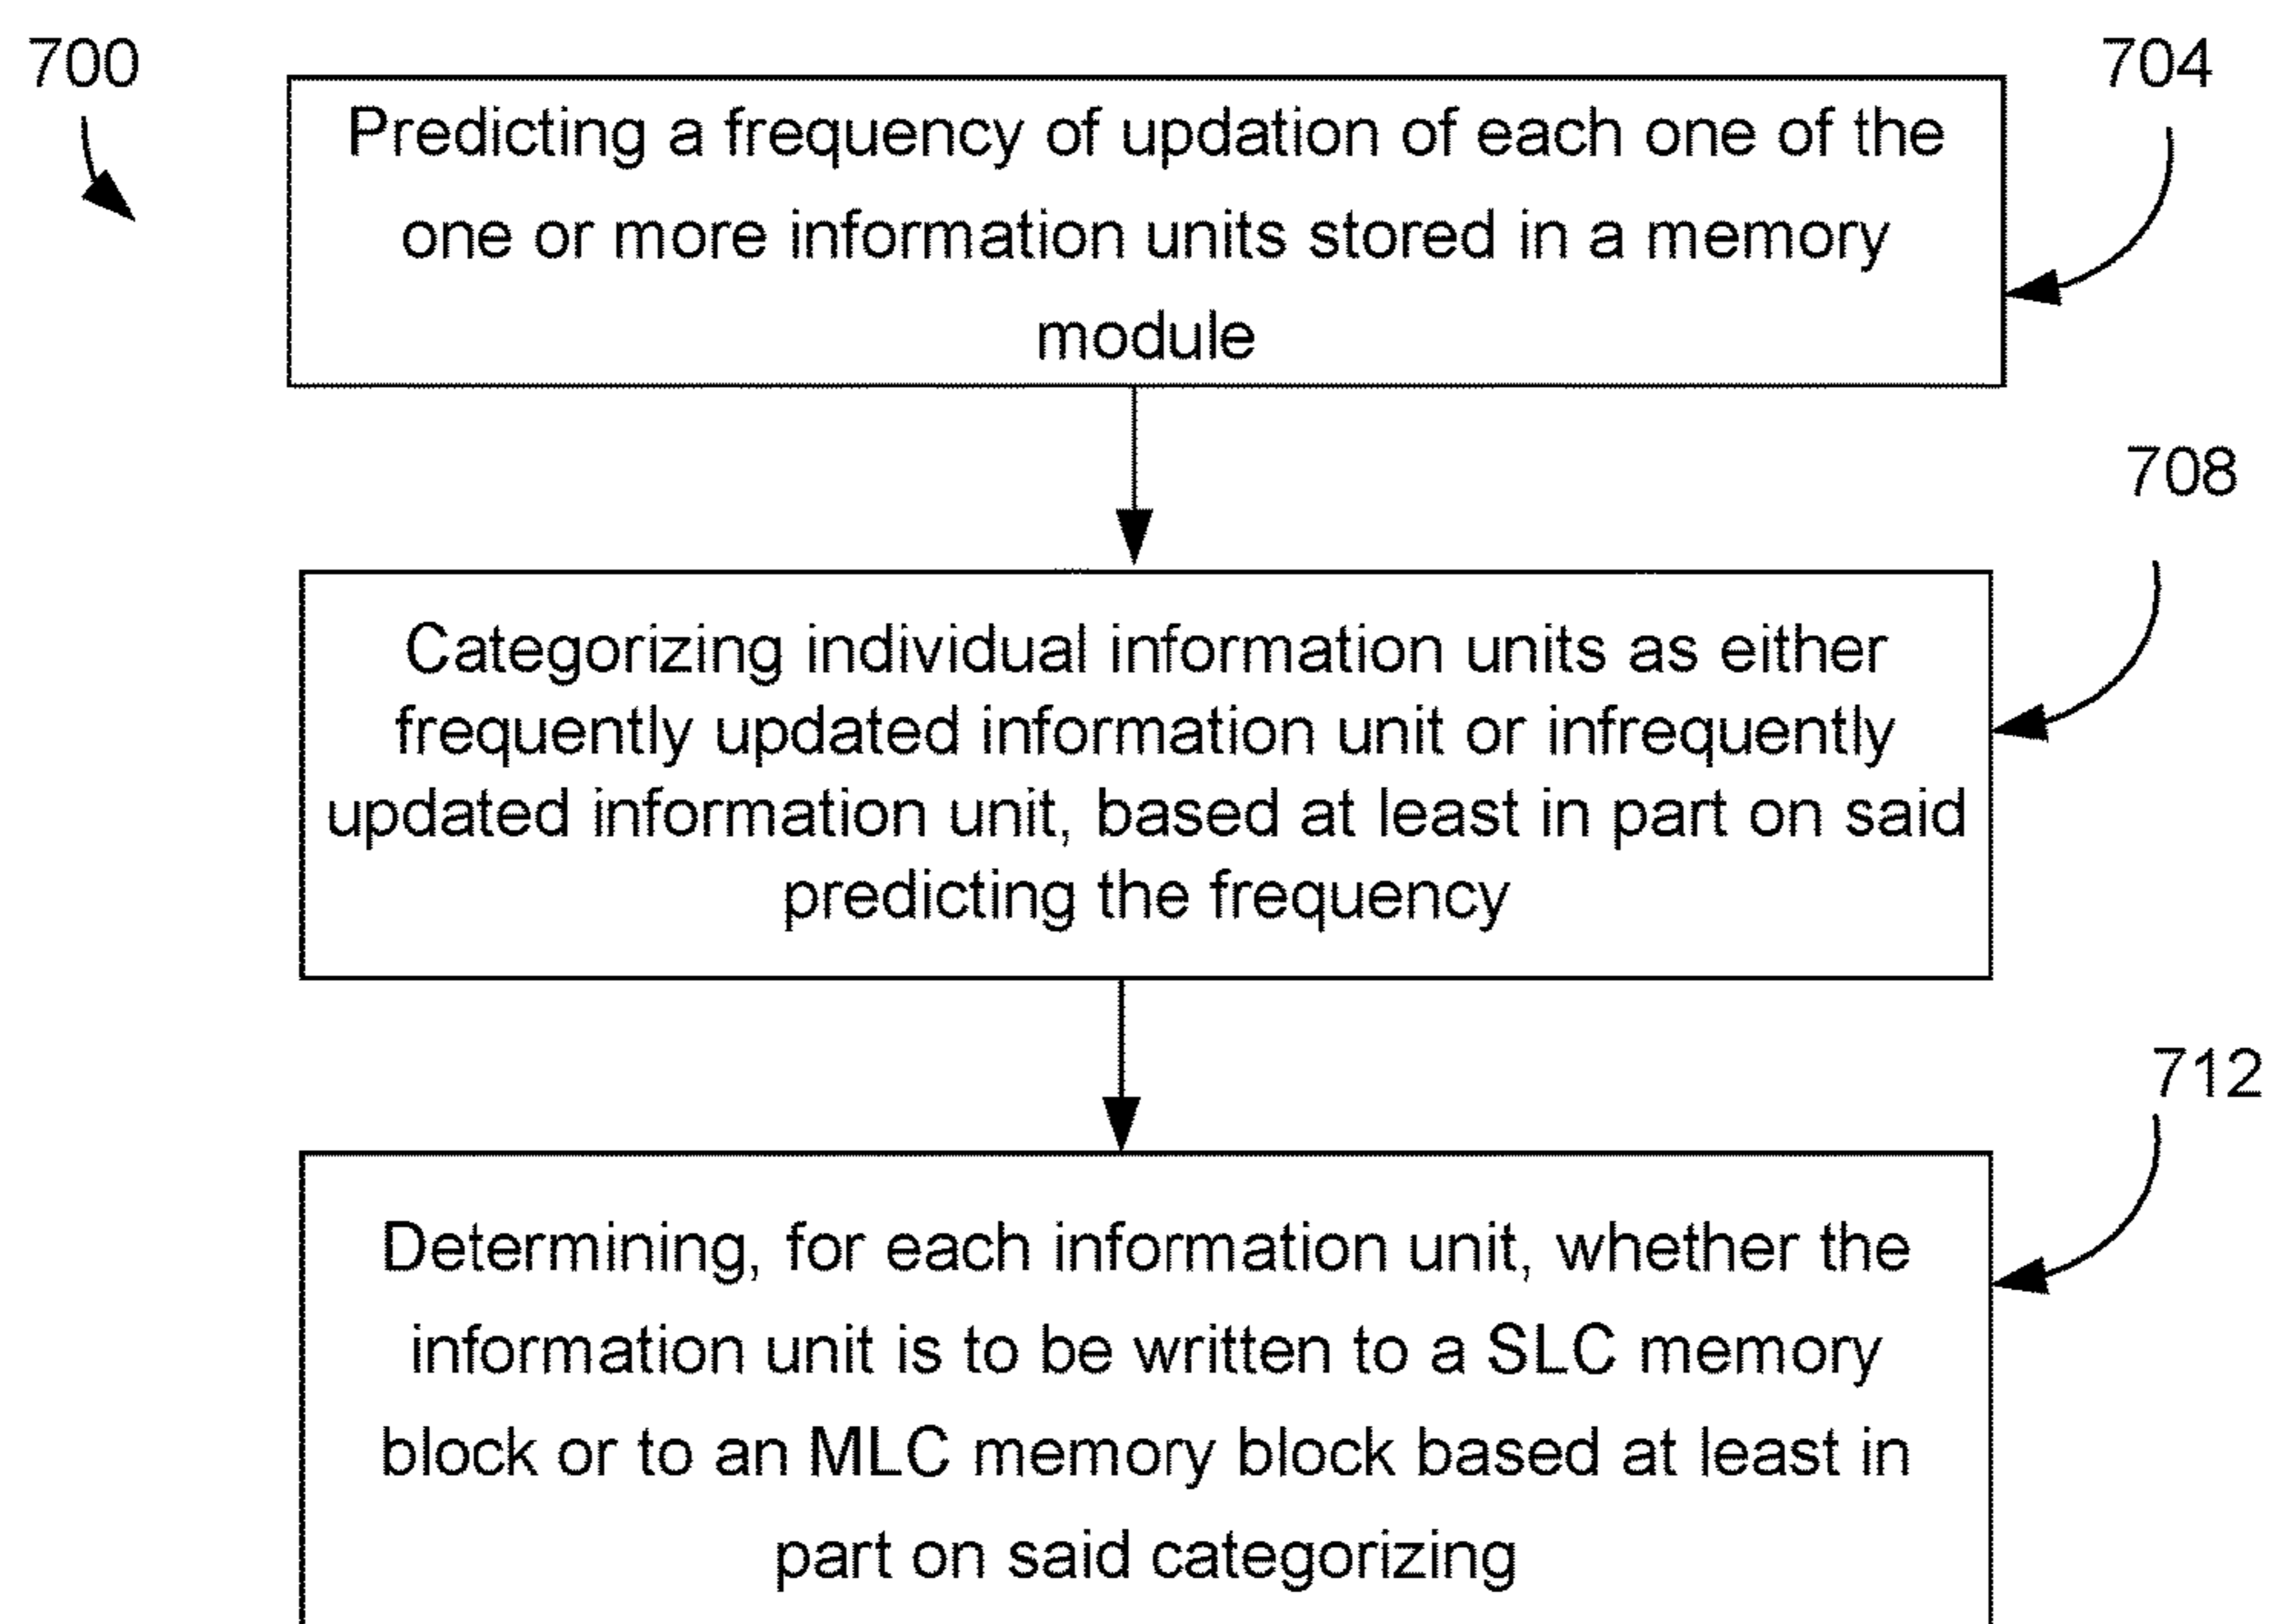 700
704
Predicting a frequency of updation of each one of the
one or more information units stored in a memory
module
708
Categorizing individual information units as either
frequently updated information unit or infrequently
updated information unit, based at least in part on said
predicting the frequency
712
Determining, for each information unit, whether the
information unit is to be written to a SLC memory
block or to an MLC memory block based at least in
part on said categorizing